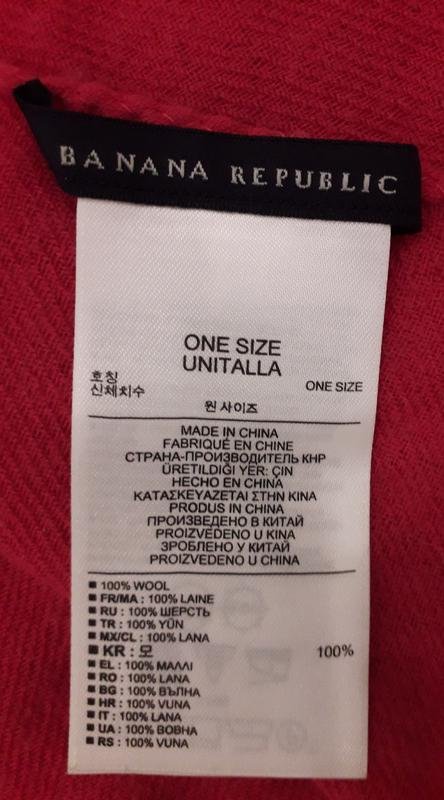 BANANA REPUBLIC
ONE SIZE
UNITALLA
호칭
신체치수 ONE SIZE
원 사이즈
MADE IN CHINA
FABRIQUÉ EN CHINE
СТРАНА-ПРОИЗВОДИТЕЛЬ КНР
ÜRETILDIĞI YER: ÇIN
HECHO EN CHINA
ΚΑΤΑΣΚΕΥΑΖΕΤΑΙ ΣΤΗΝ ΚΙΝΑ
PRODUS IN CHINA
ПРОИЗВЕДЕНО В КИТАЙ
PROIZVEDENO U KINA
ЗРОБЛЕНО У КИТАЙ
PROIZVEDENO U CHINA
■ 100% WOOL
■ FR/MA : 100% LAINE
■ RU : 100% ШЕРСТЬ
■ TR : 100% YÜN
■ MX/CL : 100% LANA
■ KR : 모 100%
■ EL : 100% ΜΑΛΛΙ
■ RO : 100% LANA
■ BG : 100% ВЪЛНА
■ HR : 100% VUNA
■ IT : 100% LANA
■ UA : 100% ВОВНА
■ RS : 100% VUNA